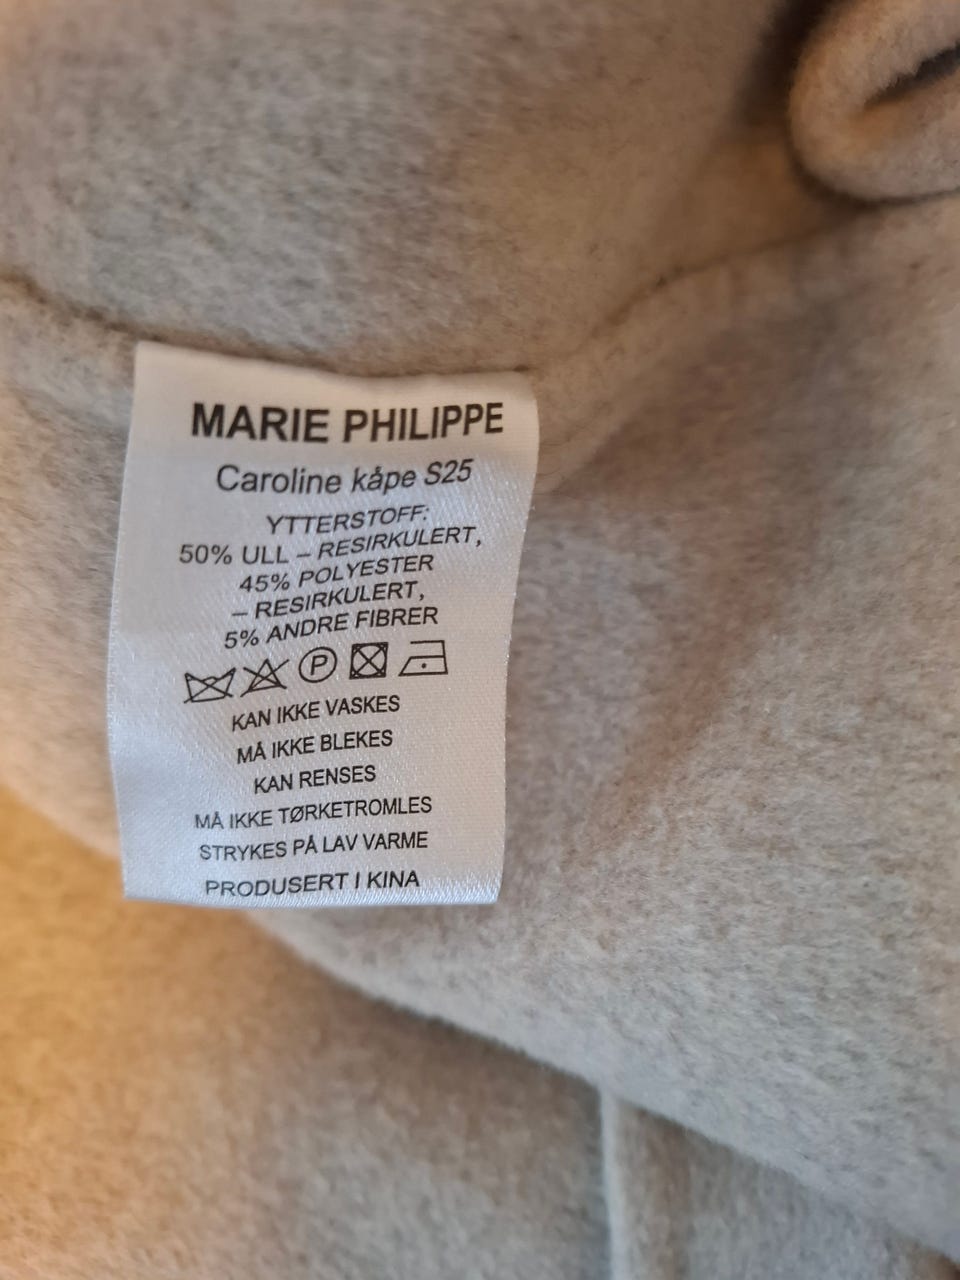 MARIE PHILIPPE
Caroline kåpe S25
YTTERSTOFF:
50% ULL – RESIRKULERT,
45% POLYESTER
– RESIRKULERT,
5% ANDRE FIBRER
P
KAN IKKE VASKES
MÅ IKKE BLEKES
KAN RENSES
MÅ IKKE TØRKETROMLES
STRYKES PÅ LAV VARME
PRODUSERT I KINA